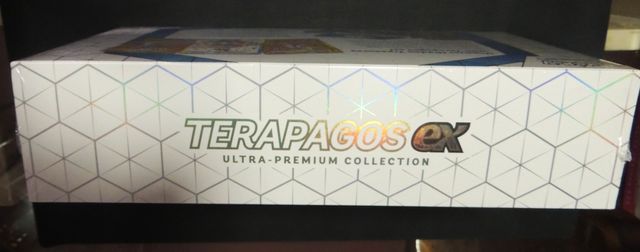 TERAPAGOS ex
ULTRA-PREMIUM COLLECTION